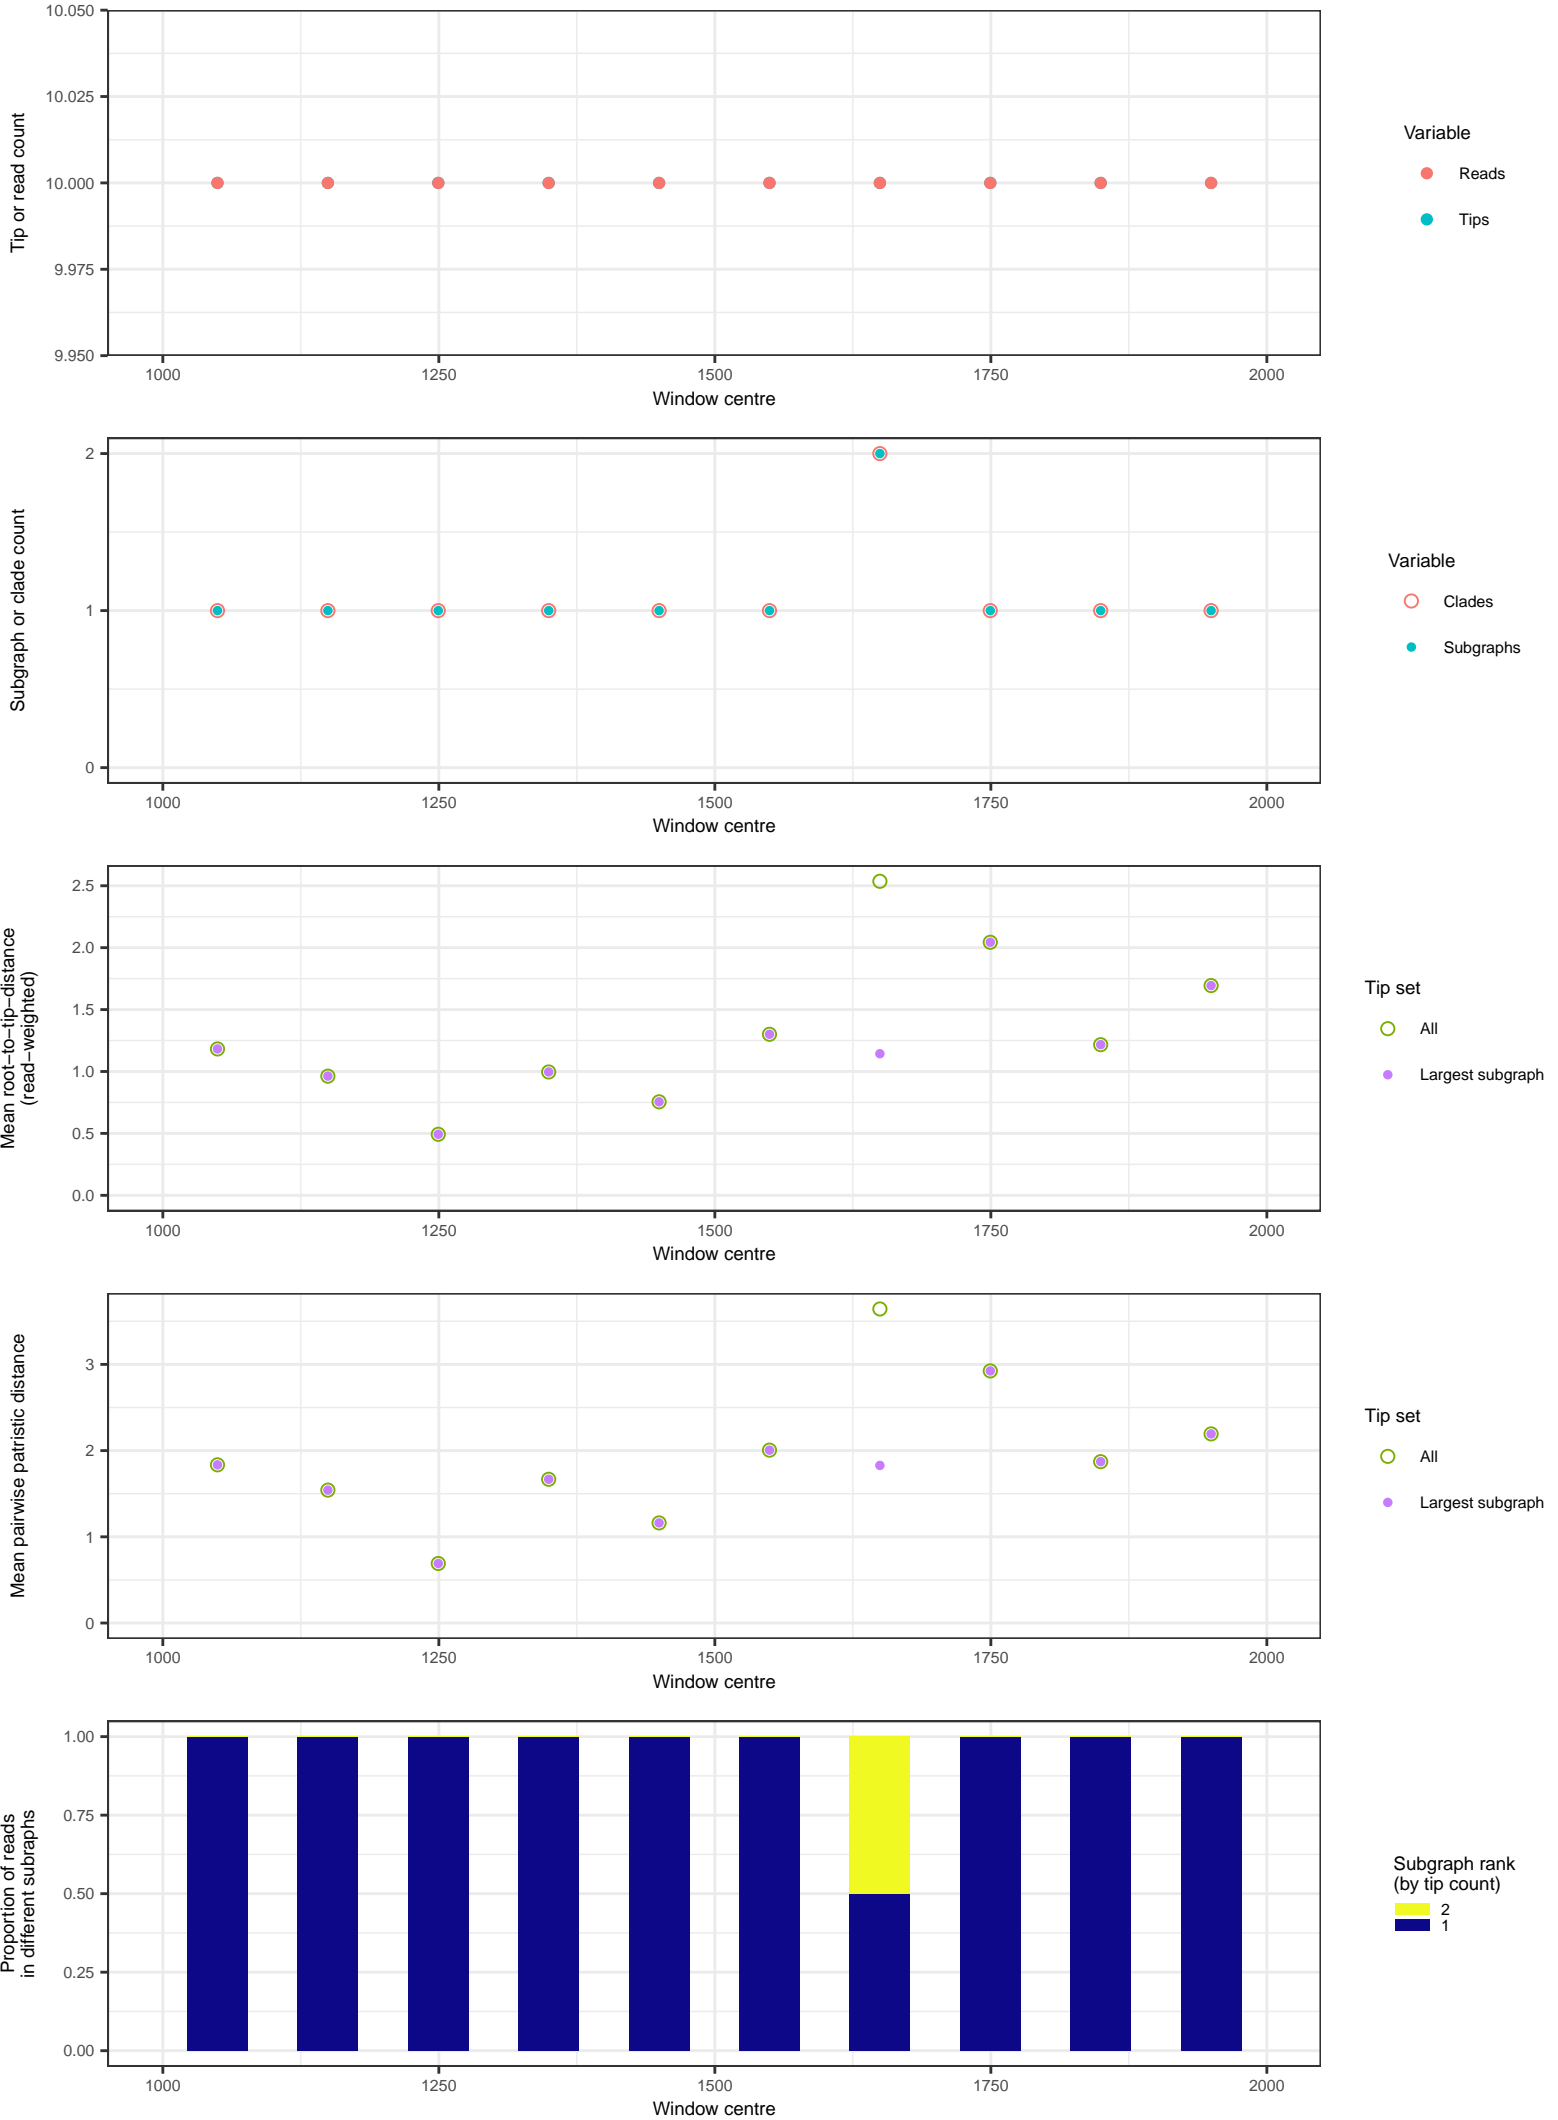 10.050
10.025
10.000
9.975
9.950
Tip or read count
1000
1250
1500
1750
2000
Window centre
Variable
Reads
Tips
2
1
0
Subgraph or clade count
1000
1250
1500
1750
2000
Window centre
Variable
Clades
Subgraphs
2.5
2.0
1.5
1.0
0.5
0.0
Mean root-to-tip-distance
(read-weighted)
1000
1250
1500
1750
2000
Window centre
Tip set
All
Largest subgraph
3
2
1
0
Mean pairwise patristic distance
1000
1250
1500
1750
2000
Window centre
Tip set
All
Largest subgraph
1.00
0.75
0.50
0.25
0.00
Proportion of reads
in different subraphs
1000
1250
1500
1750
2000
Window centre
Subgraph rank
(by tip count)
2
1